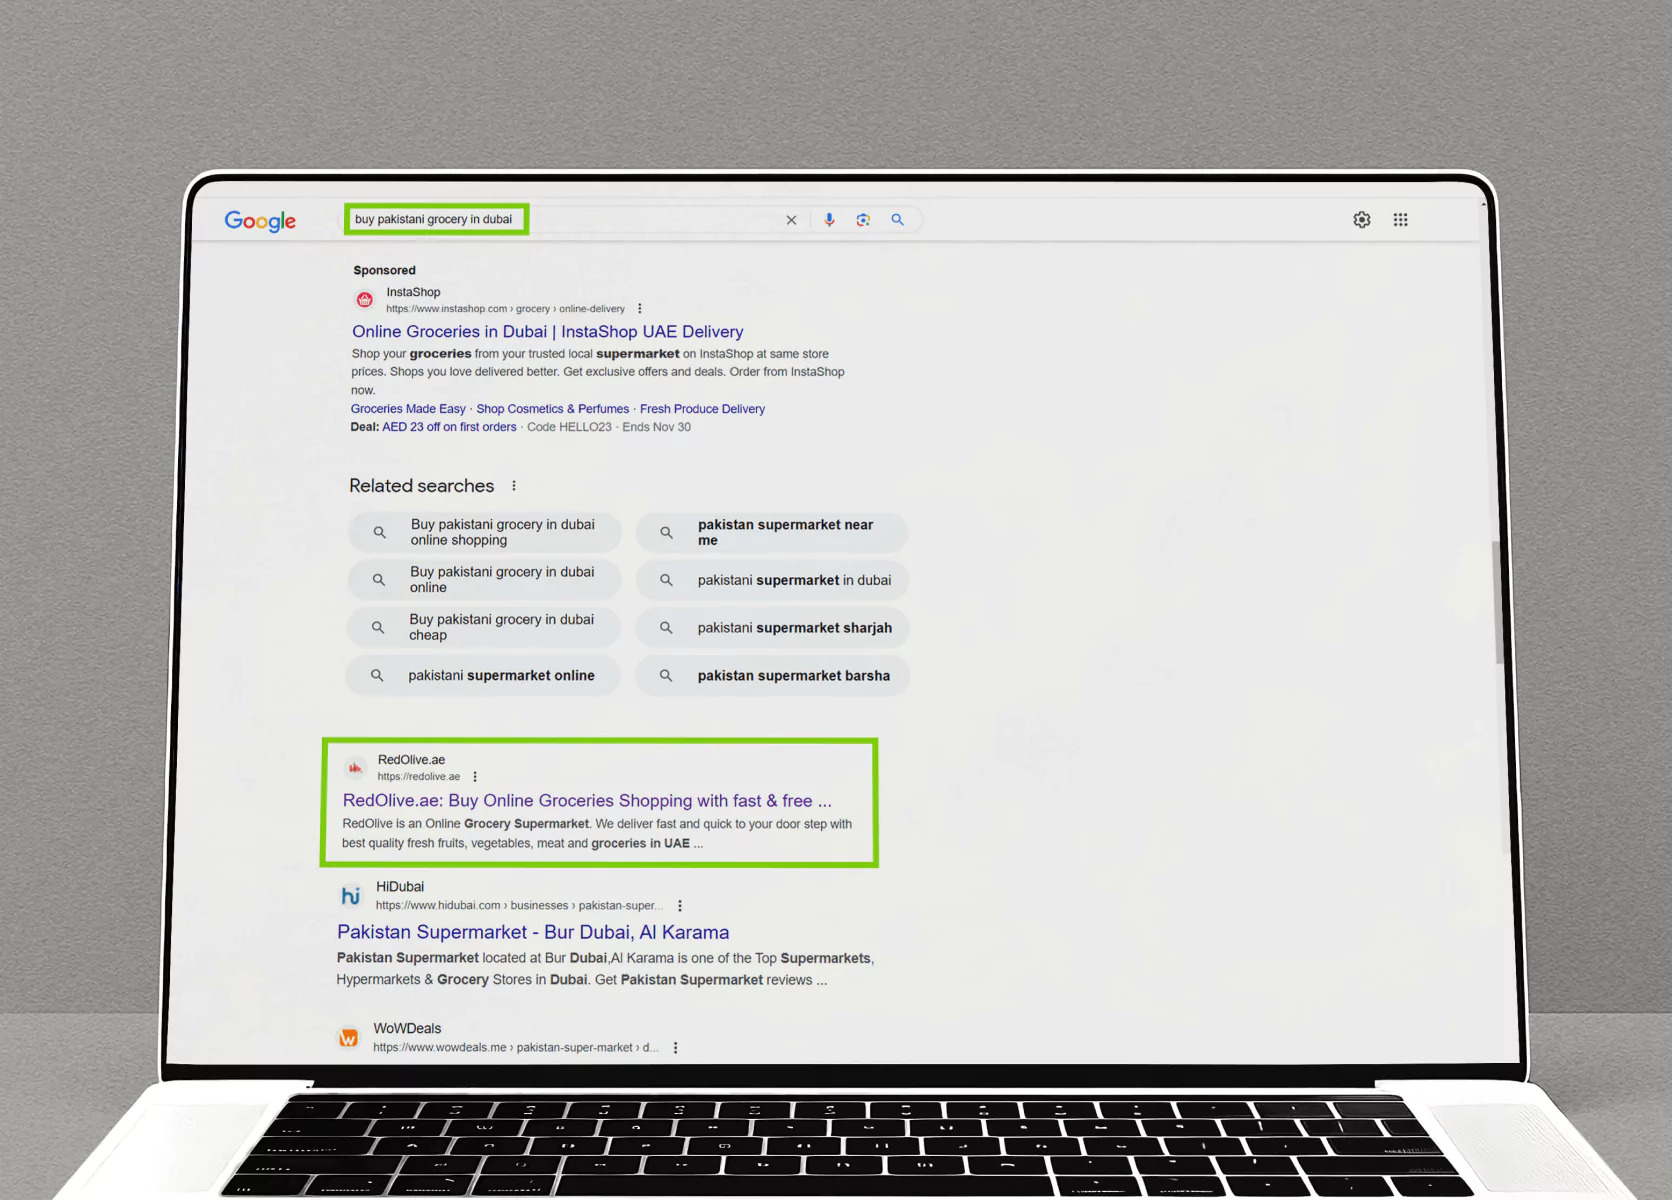 Google
buy pakistani grocery in dubai
Sponsored
InstaShop
https://www.instashop.com › grocery › online-delivery
Online Groceries in Dubai | InstaShop UAE Delivery
Shop your groceries from your trusted local supermarket on InstaShop at same store
prices. Shops you love delivered better. Get exclusive offers and deals. Order from InstaShop
now.
Groceries Made Easy · Shop Cosmetics & Perfumes · Fresh Produce Delivery
Deal: AED 23 off on first orders · Code HELLO23 · Ends Nov 30
Related searches
Buy pakistani grocery in dubai
online shopping
pakistan supermarket near
me
Buy pakistani grocery in dubai
online
pakistani supermarket in dubai
Buy pakistani grocery in dubai
cheap
pakistani supermarket sharjah
pakistani supermarket online
pakistan supermarket barsha
RedOlive.ae
https://redolive.ae
RedOlive.ae: Buy Online Groceries Shopping with fast & free ...
RedOlive is an Online Grocery Supermarket. We deliver fast and quick to your door step with
best quality fresh fruits, vegetables, meat and groceries in UAE ...
hi
HiDubai
https://www.hidubai.com › businesses › pakistan-super...
Pakistan Supermarket - Bur Dubai, Al Karama
Pakistan Supermarket located at Bur Dubai,Al Karama is one of the Top Supermarkets,
Hypermarkets & Grocery Stores in Dubai. Get Pakistan Supermarket reviews ...
W
WoWDeals
https://www.wowdeals.me › pakistan-super-market › d...